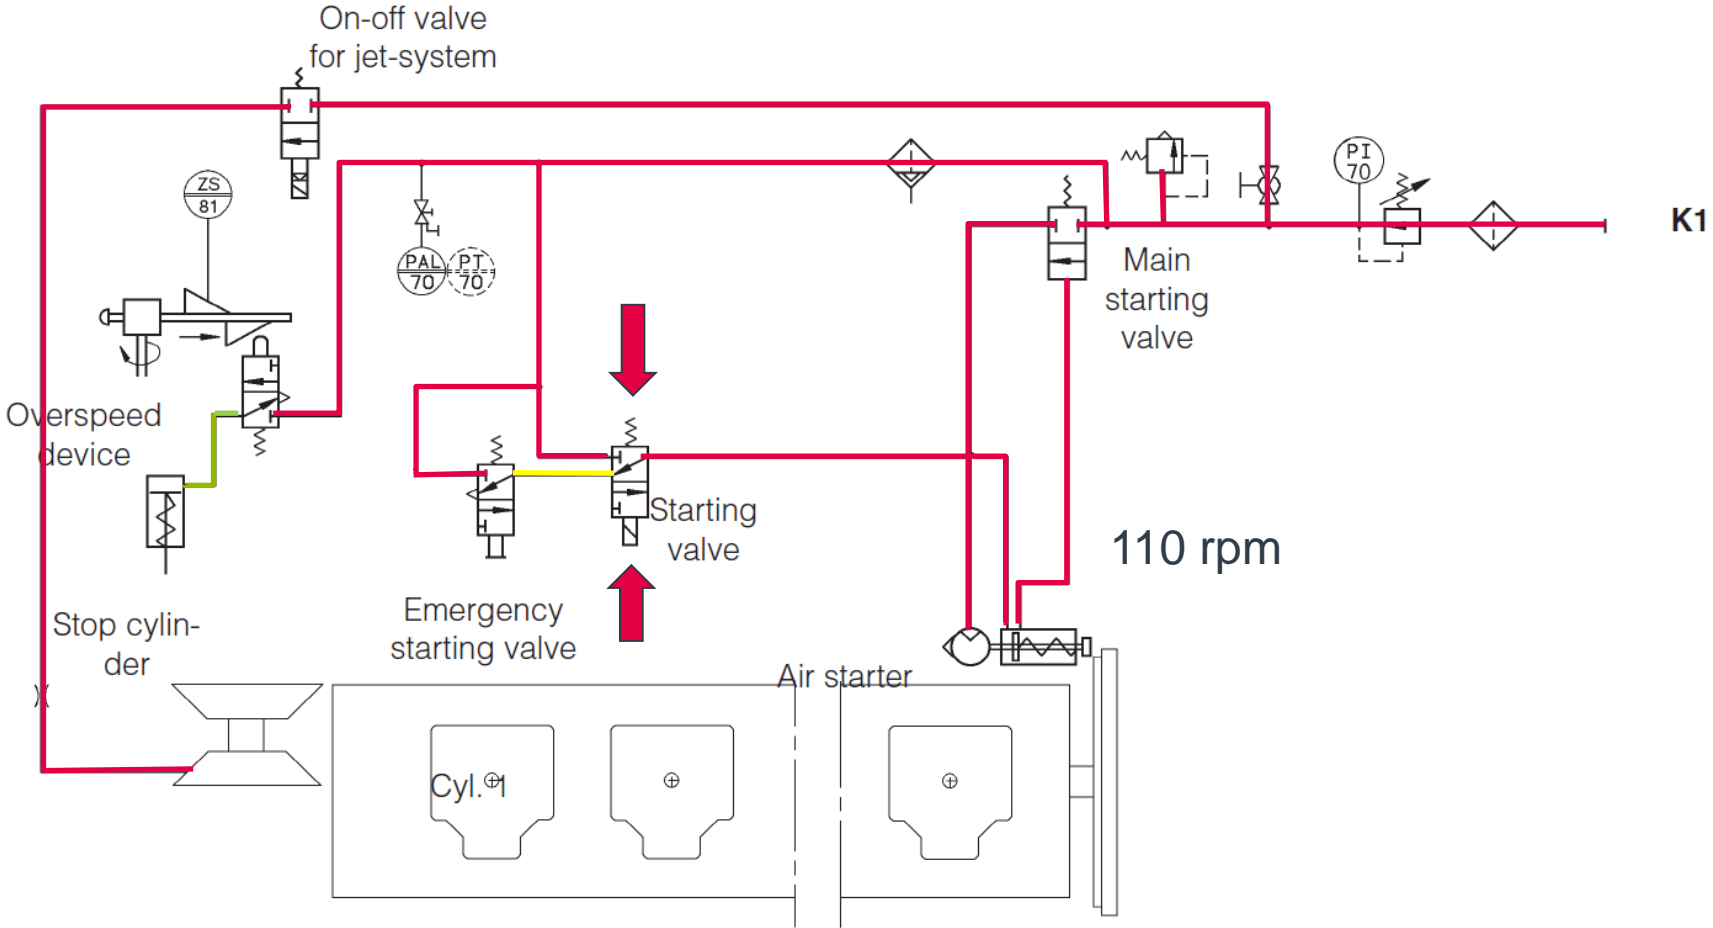 On-off valve
for jet-system
PI
70
K1
ZS
81
PAL
70
PT
70
Main
starting
valve
Overspeed
device
Starting
valve
110 rpm
Emergency
starting valve
Stop cylin-
der
Air starter
Cyl. 1